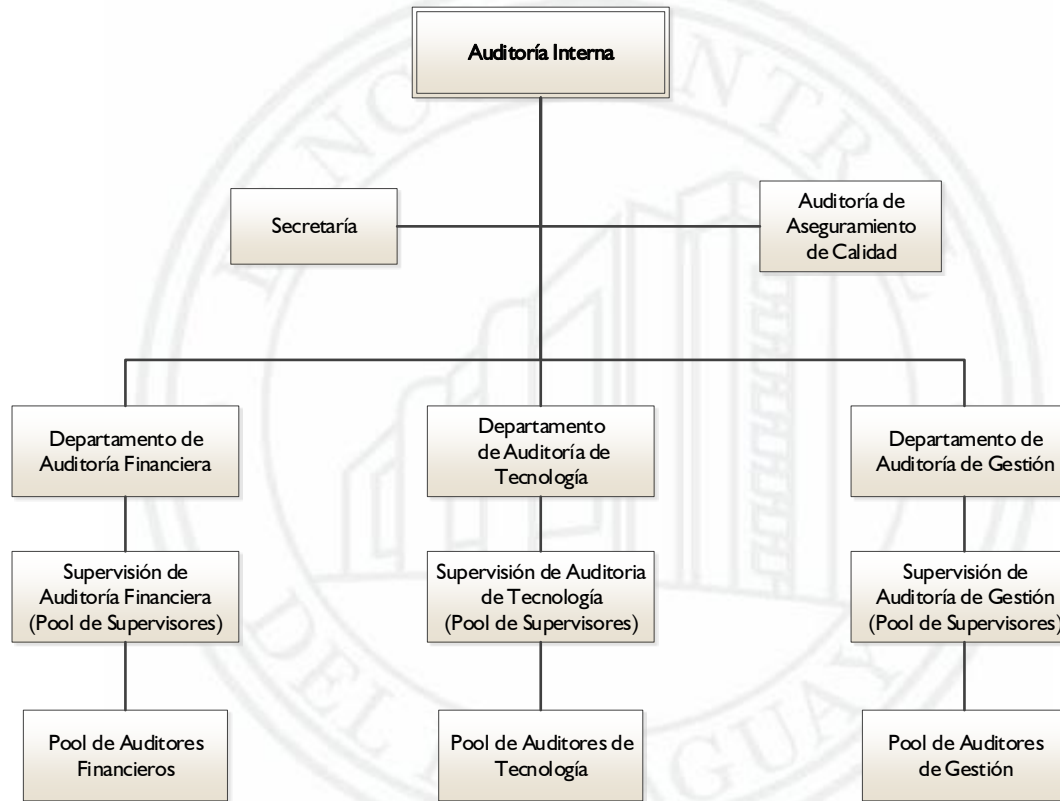 Auditoría Interna
Secretaría
Auditoría de
Aseguramiento
de Calidad
Departamento de
Auditoría Financiera
Departamento
de Auditoría de
Tecnología
Departamento de
Auditoría de Gestión
Supervisión de
Auditoría Financiera
(Pool de Supervisores)
Supervisión de Auditoria
de Tecnología
(Pool de Supervisores)
Supervisión de
Auditoría de Gestión
(Pool de Supervisores)
Pool de Auditores
Financieros
Pool de Auditores de
Tecnología
Pool de Auditores
de Gestión